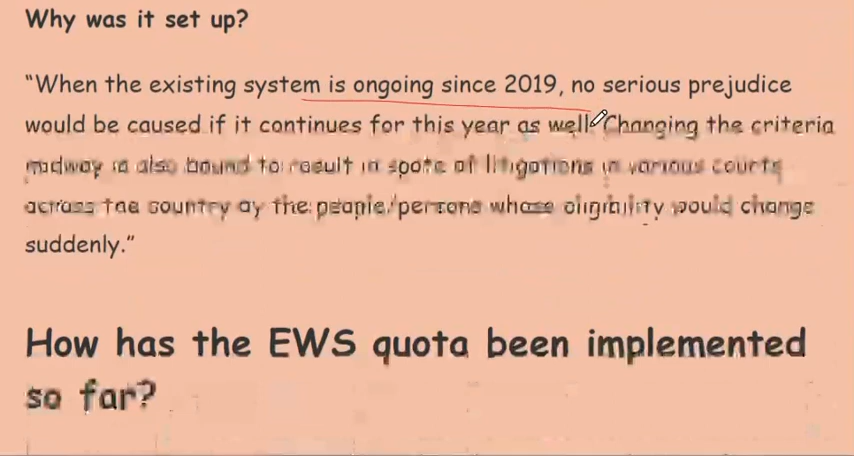 Why was it set up?
“When the existing system is ongoing since 2019, no serious prejudice
would be caused if it continues for this year as well. Changing the criteria
midway is also bound to result in spate of litigations in various courts
across the country by the people/persons whose eligibility would change
suddenly.”
How has the EWS quota been implemented
so far?